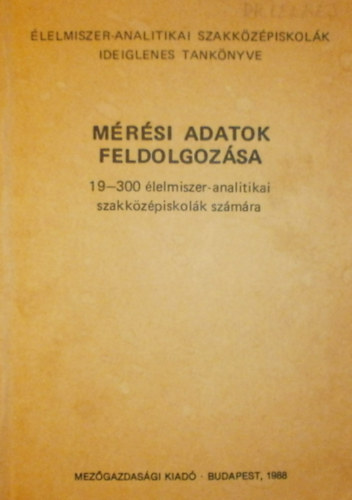 ÉLELMISZER-ANALITIKAI SZAKKÖZÉPISKOLÁK
IDEIGLENES TANKÖNYVE
MÉRÉSI ADATOK
FELDOLGOZÁSA
19–300 élelmiszer-analitikai
szakközépiskolák számára
MEZŐGAZDASÁGI KIADÓ · BUDAPEST, 1988